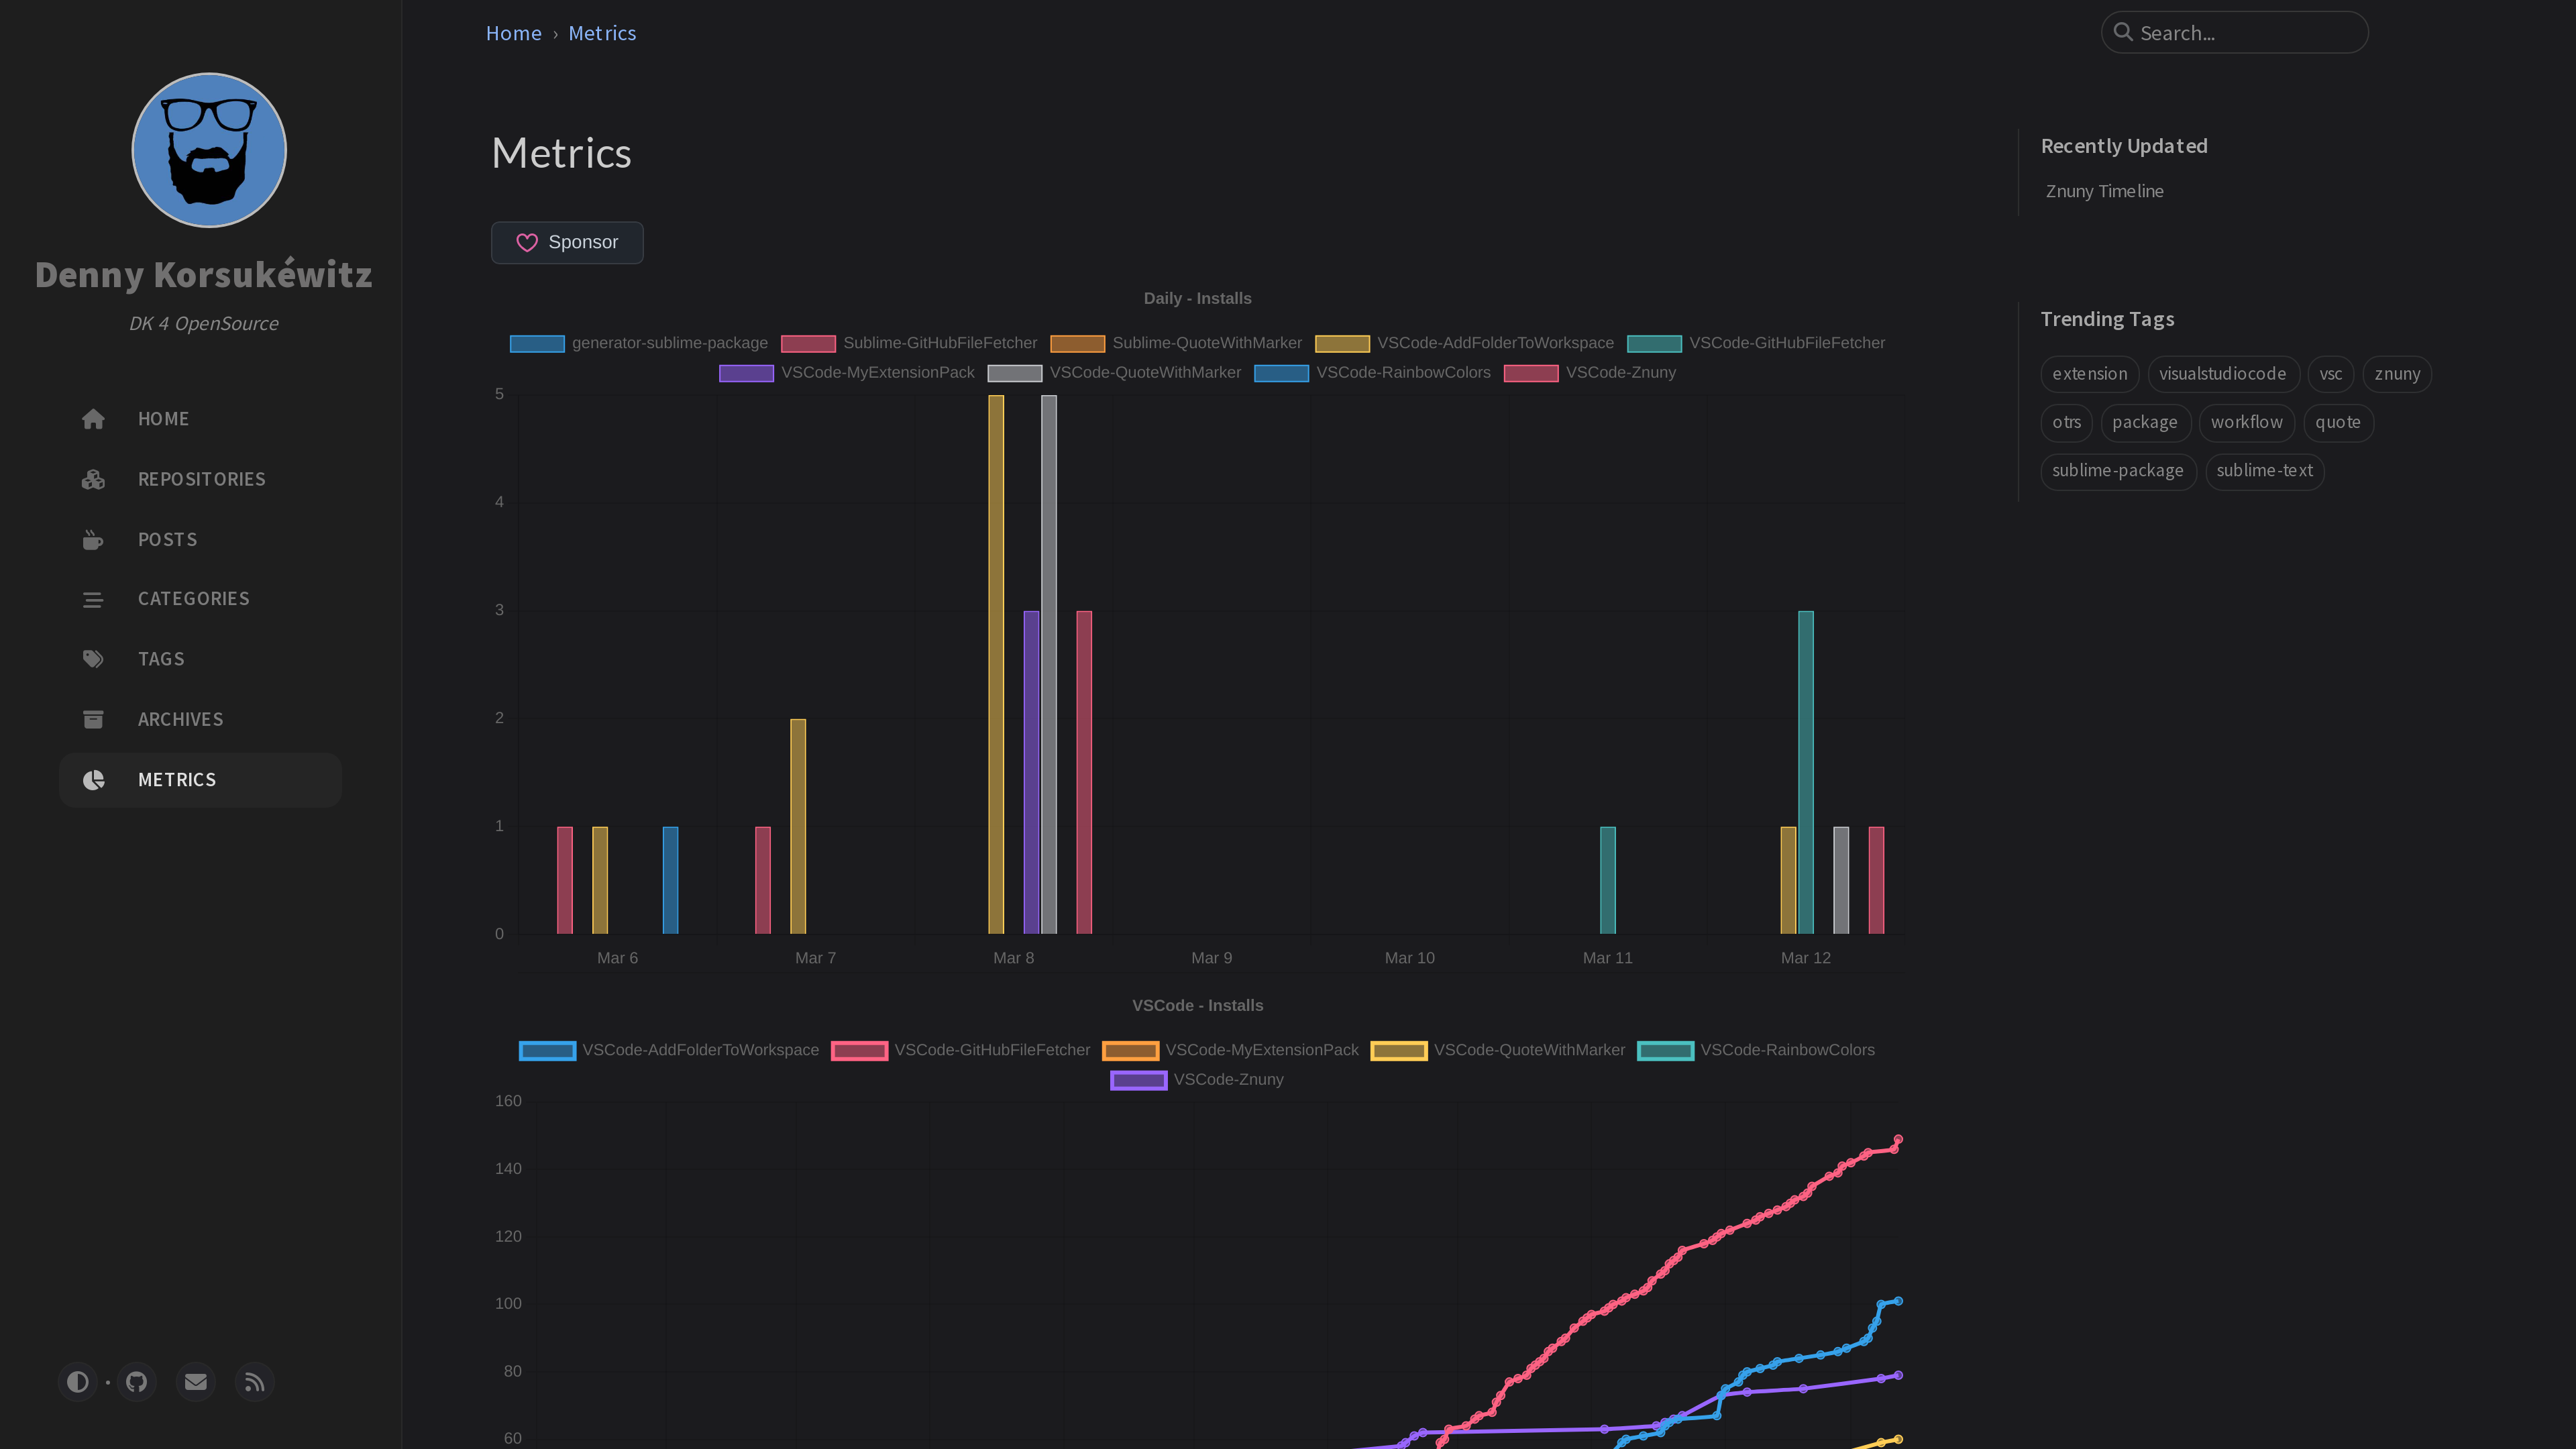 Denny Korsukéwitz
DK 4 OpenSource
HOME
REPOSITORIES
POSTS
CATEGORIES
TAGS
ARCHIVES
METRICS
Home › Metrics
Search...
Metrics
Sponsor
Daily - Installs
generator-sublime-package Sublime-GitHubFileFetcher Sublime-QuoteWithMarker VSCode-AddFolderToWorkspace VSCode-GitHubFileFetcher
VSCode-MyExtensionPack VSCode-QuoteWithMarker VSCode-RainbowColors VSCode-Znuny
5
4
3
2
1
0
Mar 6 Mar 7 Mar 8 Mar 9 Mar 10 Mar 11 Mar 12
VSCode - Installs
VSCode-AddFolderToWorkspace VSCode-GitHubFileFetcher VSCode-MyExtensionPack VSCode-QuoteWithMarker VSCode-RainbowColors
VSCode-Znuny
160
140
120
100
80
60
Recently Updated
Znuny Timeline
Trending Tags
extension visualstudiocode vsc znuny
otrs package workflow quote
sublime-package sublime-text